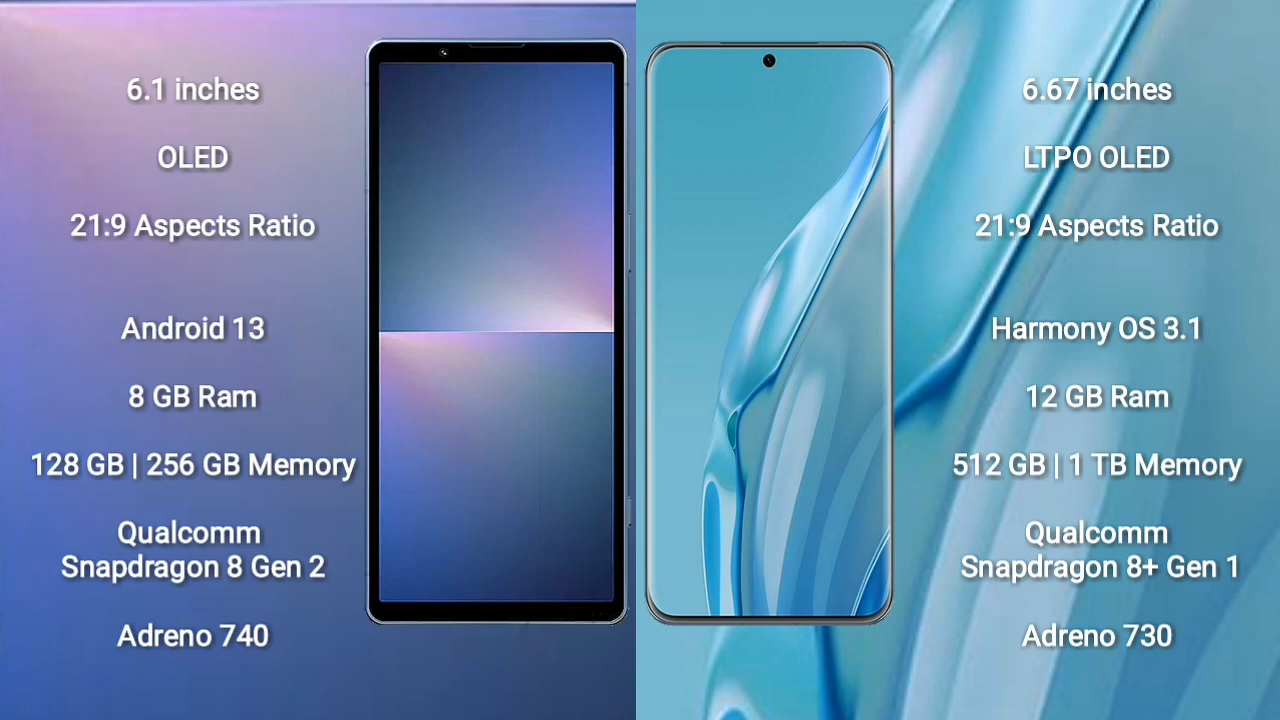 6.1 inches
OLED
21:9 Aspects Ratio
Android 13
8 GB Ram
128 GB | 256 GB Memory
Qualcomm
Snapdragon 8 Gen 2
Adreno 740
6.67 inches
LTPO OLED
21:9 Aspects Ratio
Harmony OS 3.1
12 GB Ram
512 GB | 1 TB Memory
Qualcomm
Snapdragon 8+ Gen 1
Adreno 730